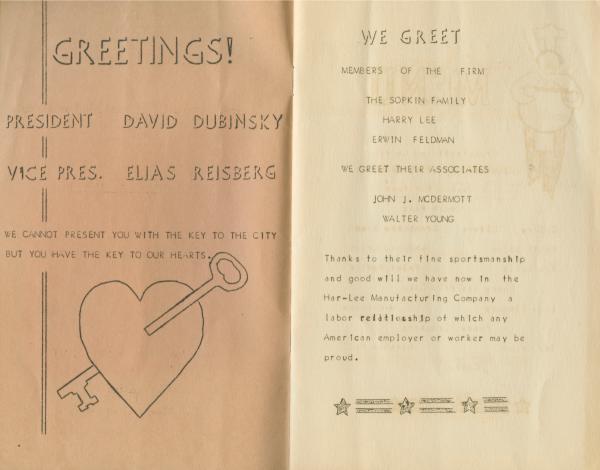 GREETINGS!
PRESIDENT DAVID DUBINSKY
VICE PRES. ELIAS REISBERG
WE CANNOT PRESENT YOU WITH THE KEY TO THE CITY
BUT YOU HAVE THE KEY TO OUR HEARTS.
WE GREET
MEMBERS OF THE FIRM
THE SOPKIN FAMILY
HARRY LEE
ERWIN FELDMAN
WE GREET THEIR ASSOCIATES
JOHN J. MCDERMOTT
WALTER YOUNG
Thanks to their fine sportsmanship
and good will we have now in the
Har-Lee Manufacturing Company a
labor relationship of which any
American employer or worker may be
proud.